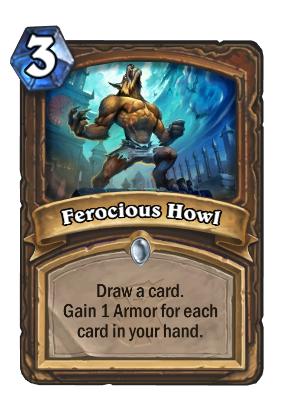 3
Ferocious Howl
Draw a card.
Gain 1 Armor for each
card in your hand.